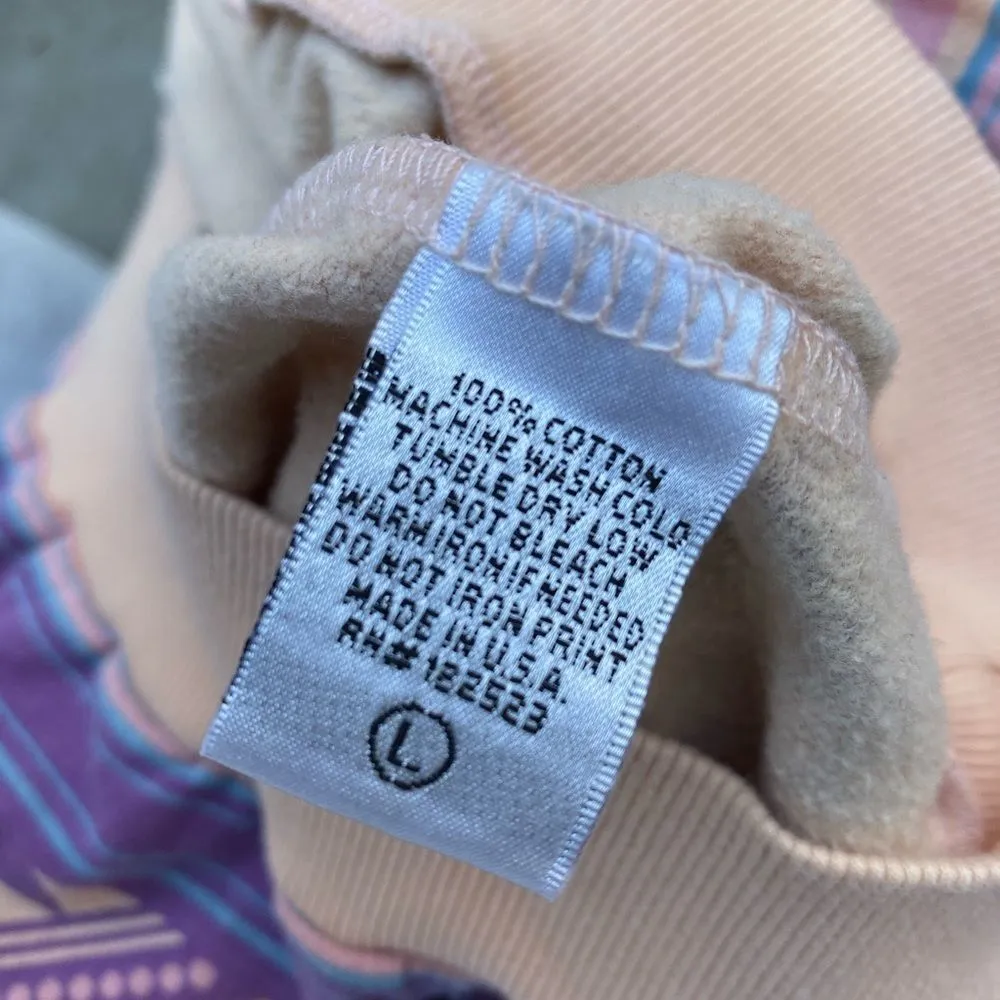 100% COTTON
MACHINE WASH COLD
TUMBLE DRY LOW
DO NOT BLEACH
WARM IRON IF NEEDED
DO NOT IRON PRINT
MADE IN U.S.A.
RN# 122523
L